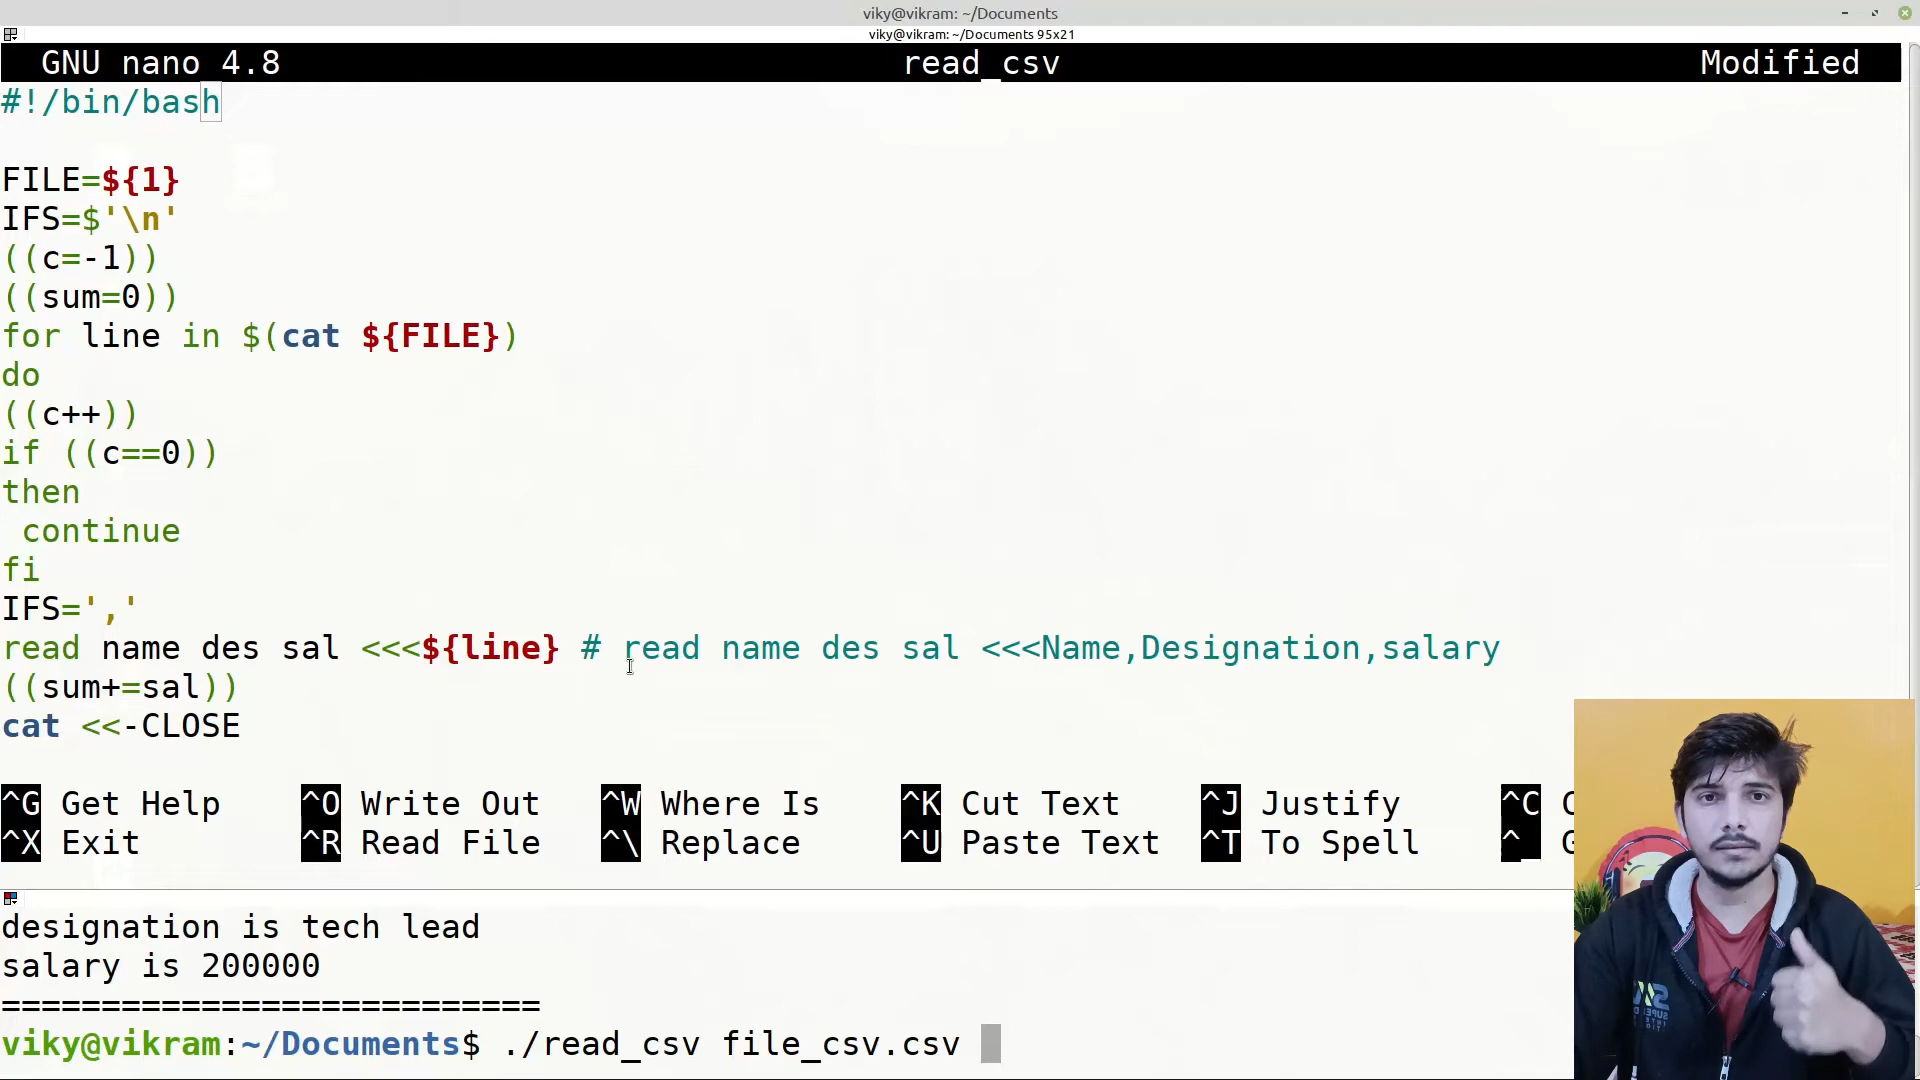 viky@vikram: ~/Documents
viky@vikram: ~/Documents 95x21
GNU nano 4.8 read_csv Modified
#!/bin/bash
FILE=${1}
IFS=$'\n'
((c=-1))
((sum=0))
for line in $(cat ${FILE})
do
((c++))
if ((c==0))
then
 continue
fi
IFS=','
read name des sal <<<${line} # read name des sal <<<Name,Designation,salary
((sum+=sal))
cat <<-CLOSE
^G Get Help ^O Write Out ^W Where Is ^K Cut Text ^J Justify ^C
^X Exit ^R Read File ^\ Replace ^U Paste Text ^T To Spell ^_
designation is tech lead
salary is 200000
===========================
viky@vikram:~/Documents$ ./read_csv file_csv.csv